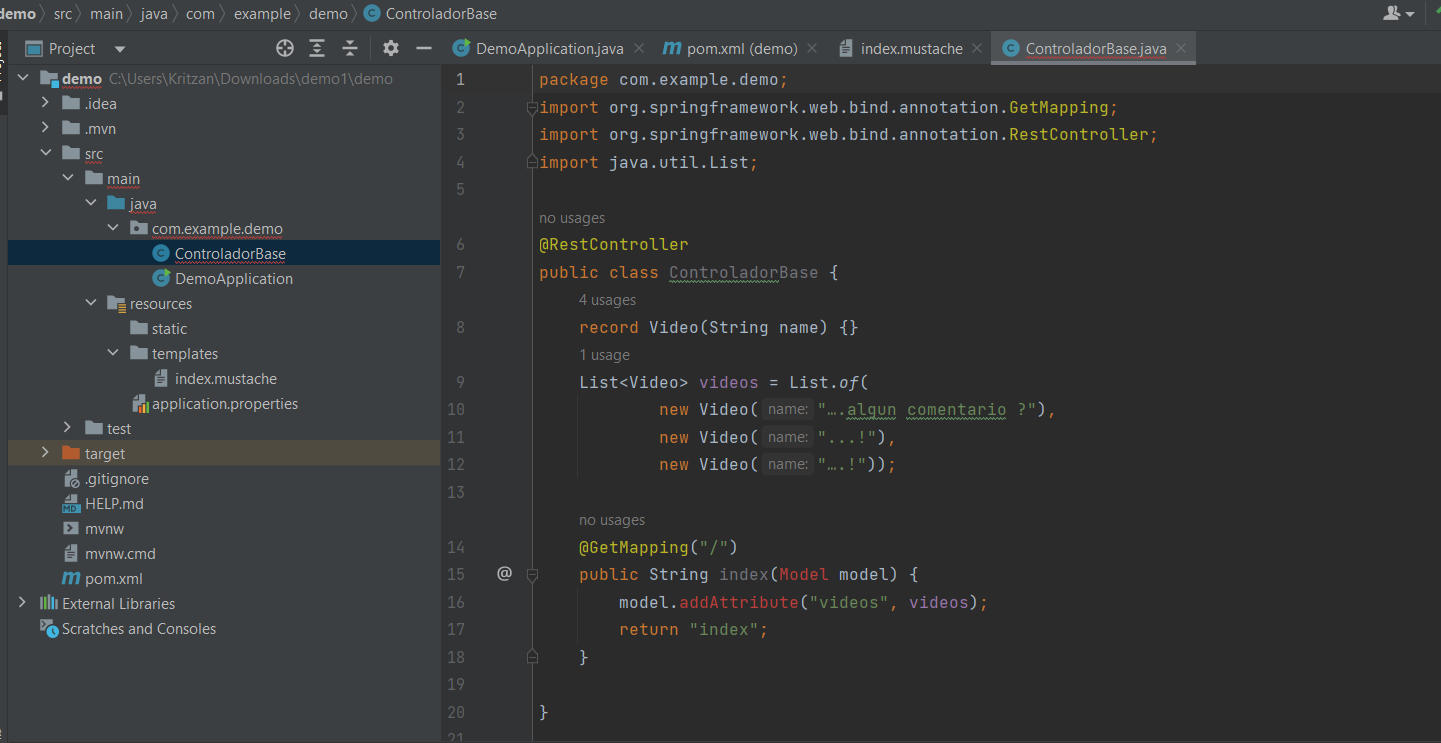 demo > src > main > java > com > example > demo > ControladorBase
Project
DemoApplication.java
pom.xml (demo)
index.mustache
ControladorBase.java
demo C:\Users\Kritzan\Downloads\demo1\demo
.idea
.mvn
src
main
java
com.example.demo
ControladorBase
DemoApplication
resources
static
templates
index.mustache
application.properties
test
target
.gitignore
HELP.md
mvnw
mvnw.cmd
pom.xml
External Libraries
Scratches and Consoles
1 package com.example.demo;
2 import org.springframework.web.bind.annotation.GetMapping;
3 import org.springframework.web.bind.annotation.RestController;
4 import java.util.List;
5
no usages
6 @RestController
7 public class ControladorBase {
4 usages
8 record Video(String name) {}
1 usage
9 List<Video> videos = List.of(
10 new Video( name: "….algun comentario ?"),
11 new Video( name: "...!"),
12 new Video( name: "….!"));
13
no usages
14 @GetMapping("/")
15 @ public String index(Model model) {
16 model.addAttribute("videos", videos);
17 return "index";
18 }
19
20 }
21